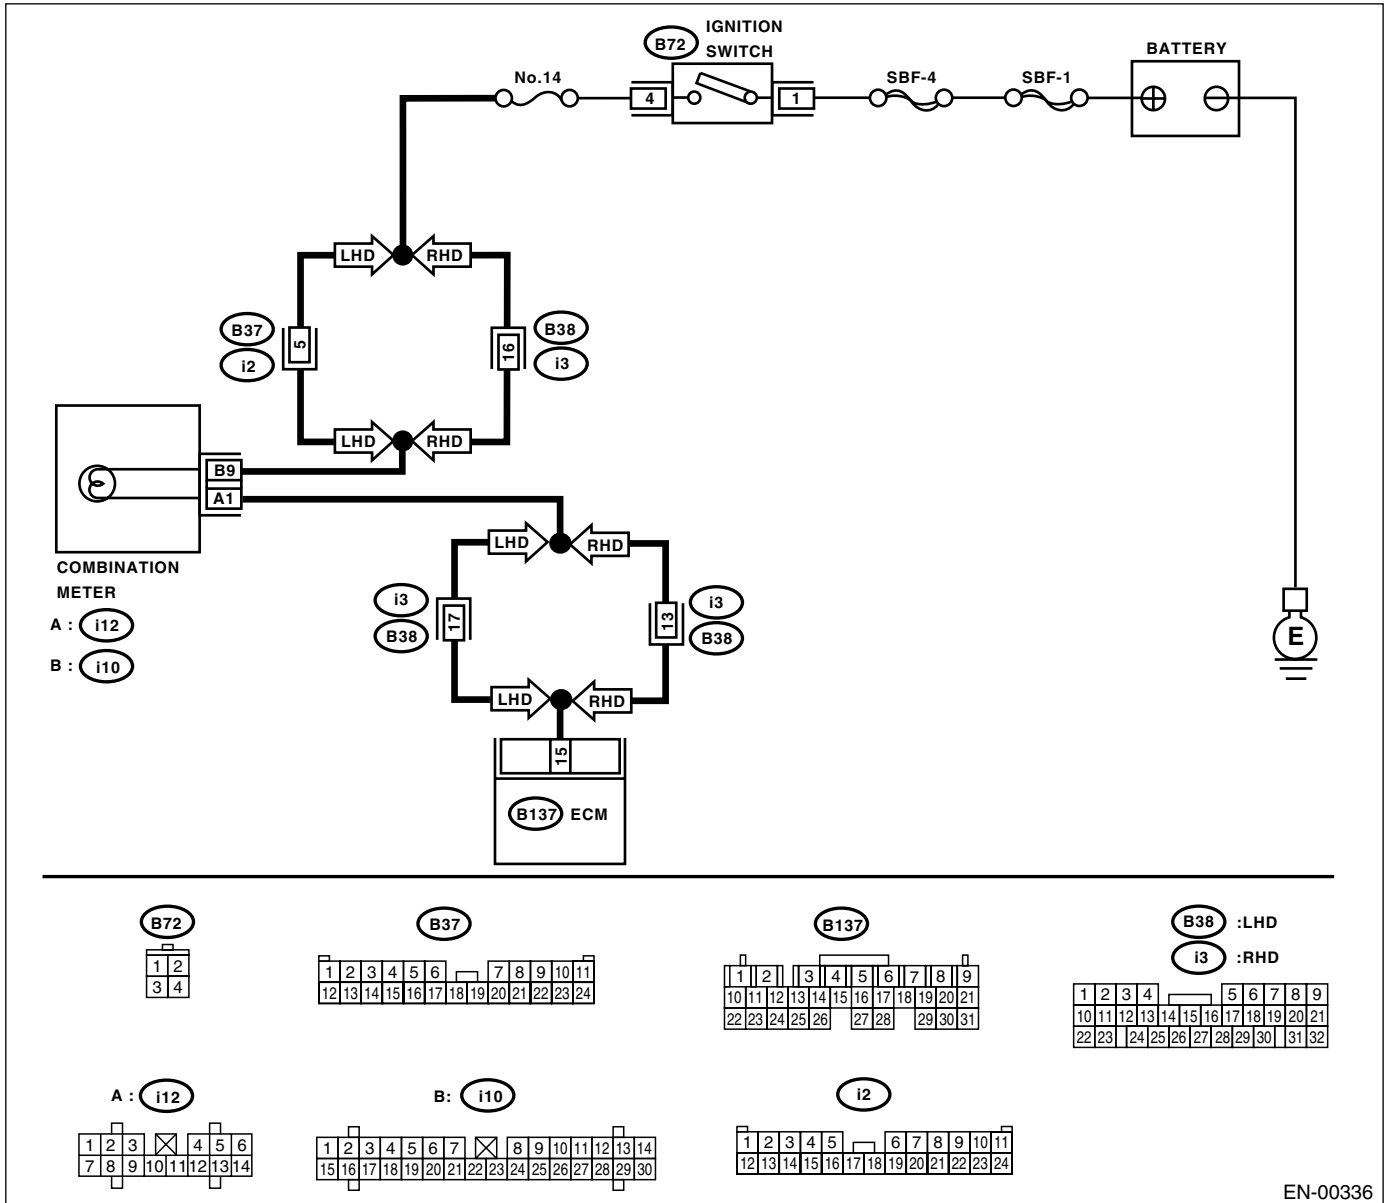 IGNITION
SWITCH
B72
BATTERY
No.14
SBF-4
SBF-1
4
1
LHD
RHD
B37
i2
5
16
B38
i3
LHD
RHD
B9
A1
COMBINATION
METER
A : i12
B : i10
LHD
RHD
i3
B38
17
13
i3
B38
LHD
RHD
15
B137 ECM
E
B72
1 2
3 4
B37
1 2 3 4 5 6 7 8 9 10 11
12 13 14 15 16 17 18 19 20 21 22 23 24
B137
1 2 3 4 5 6 7 8 9
10 11 12 13 14 15 16 17 18 19 20 21
22 23 24 25 26 27 28 29 30 31
B38 :LHD
i3 :RHD
1 2 3 4 5 6 7 8 9
10 11 12 13 14 15 16 17 18 19 20 21
22 23 24 25 26 27 28 29 30 31 32
A : i12
1 2 3 4 5 6
7 8 9 10 11 12 13 14
B: i10
1 2 3 4 5 6 7 8 9 10 11 12 13 14
15 16 17 18 19 20 21 22 23 24 25 26 27 28 29 30
i2
1 2 3 4 5 6 7 8 9 10 11
12 13 14 15 16 17 18 19 20 21 22 23 24
EN-00336